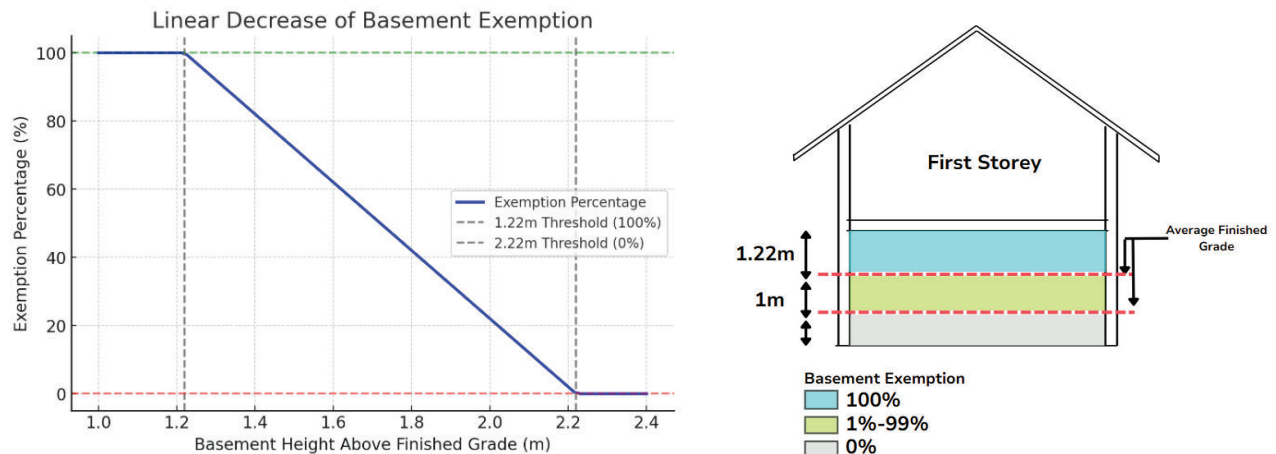 Linear Decrease of Basement Exemption
Exemption Percentage (%)
100
80
60
40
20
0
Exemption Percentage
1.22m Threshold (100%)
2.22m Threshold (0%)
1.0
1.2
1.4
1.6
1.8
2.0
2.2
2.4
Basement Height Above Finished Grade (m)
First Storey
1.22m
1m
Average Finished
Grade
Basement Exemption
100%
1%-99%
0%